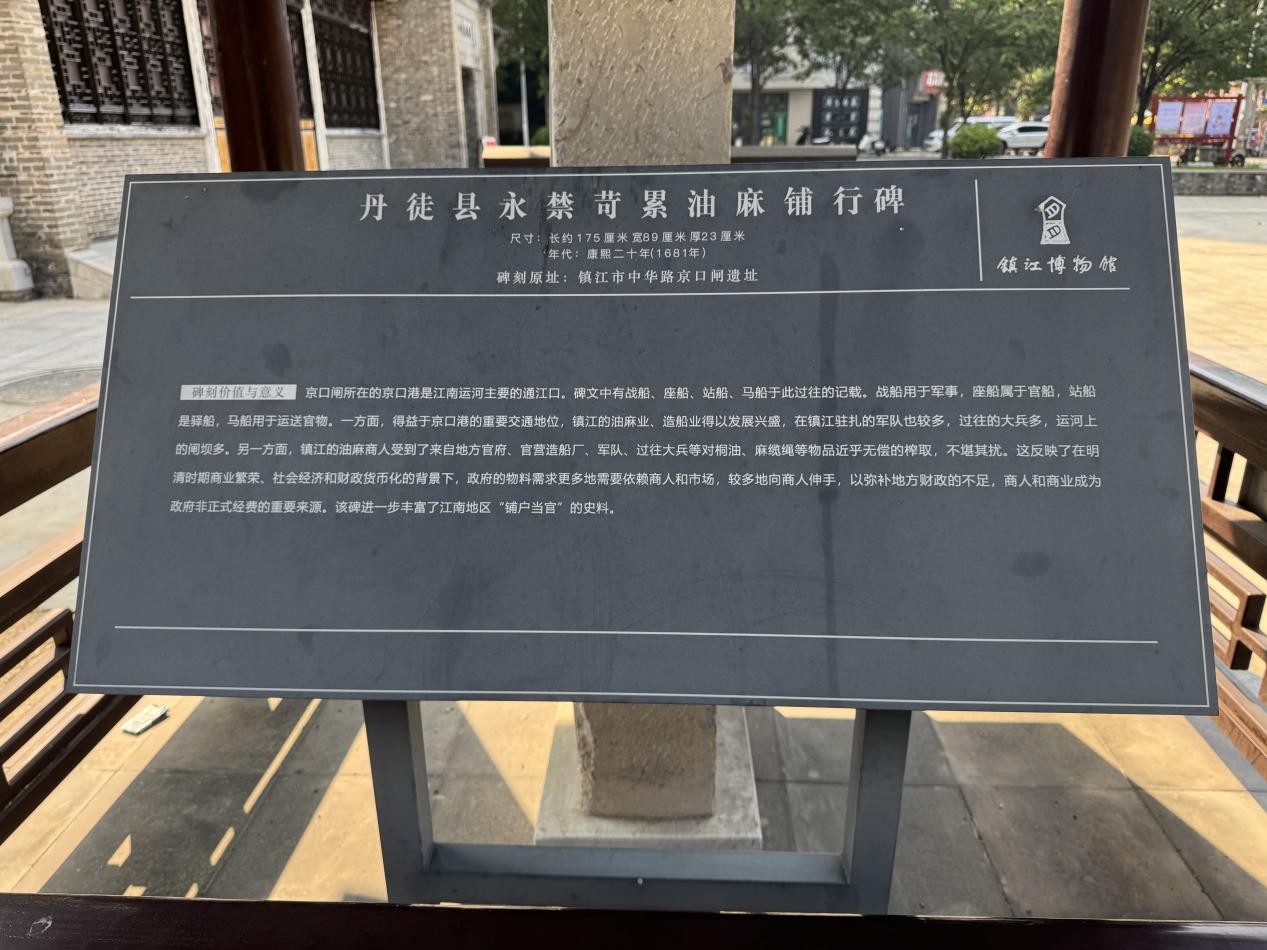 丹徒县永禁苛累油麻铺行碑
尺寸：长约175厘米 宽89厘米 厚23厘米
年代：康熙二十年(1681年)
碑刻原址：镇江市中华路京口闸遗址
镇江博物馆
碑刻价值与意义 京口闸所在的京口港是江南运河主要的通江口。碑文中有战船、座船、站船、马船于此过往的记载。战船用于军事，座船属于官船，站船
是驿船，马船用于运送官物。一方面，得益于京口港的重要交通地位，镇江的油麻业、造船业得以发展兴盛，在镇江驻扎的军队也较多，过往的大兵多，运河上
的闸坝多。另一方面，镇江的油麻商人受到了来自地方官府、官营造船厂、军队、过往大兵等对桐油、麻缆绳等物品近乎无偿的榨取，不堪其扰。这反映了在明
清时期商业繁荣、社会经济和财政货币化的背景下，政府的物料需求更多地需要依赖商人和市场，较多地向商人伸手，以弥补地方财政的不足，商人和商业成为
政府非正式经费的重要来源。该碑进一步丰富了江南地区“铺户当官”的史料。